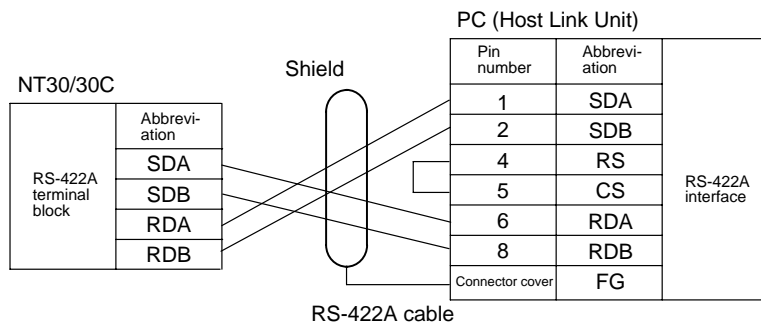 PC (Host Link Unit)
Pin
number
Abbrevi-
ation
1
SDA
2
SDB
4
RS
5
CS
6
RDA
8
RDB
Connector cover
FG
RS-422A
interface
Shield
NT30/30C
RS-422A
terminal
block
Abbrevi-
ation
SDA
SDB
RDA
RDB
RS-422A cable